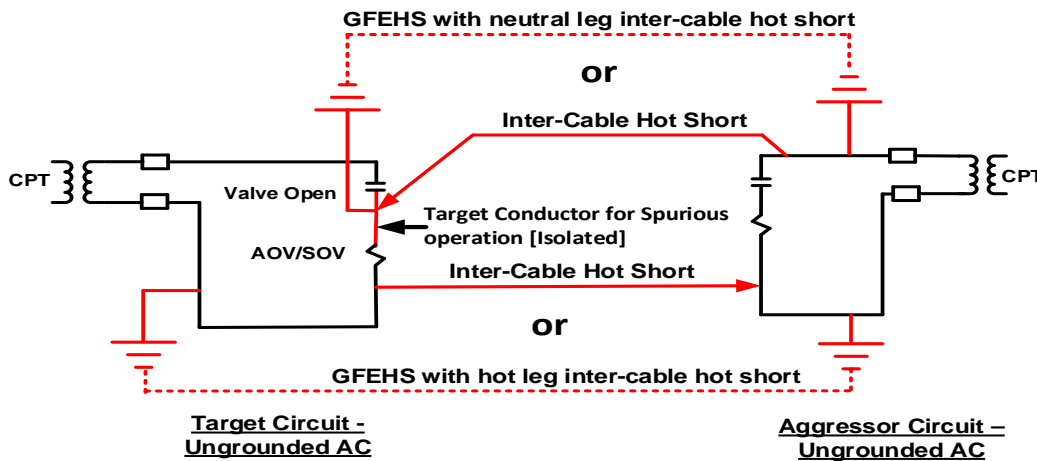 GFEHS with neutral leg inter-cable hot short
or
Inter-Cable Hot Short
CPT
CPT
Valve Open
Target Conductor for Spurious
operation [Isolated]
AOV/SOV
Inter-Cable Hot Short
or
GFEHS with hot leg inter-cable hot short
Target Circuit -
Ungrounded AC
Aggressor Circuit –
Ungrounded AC